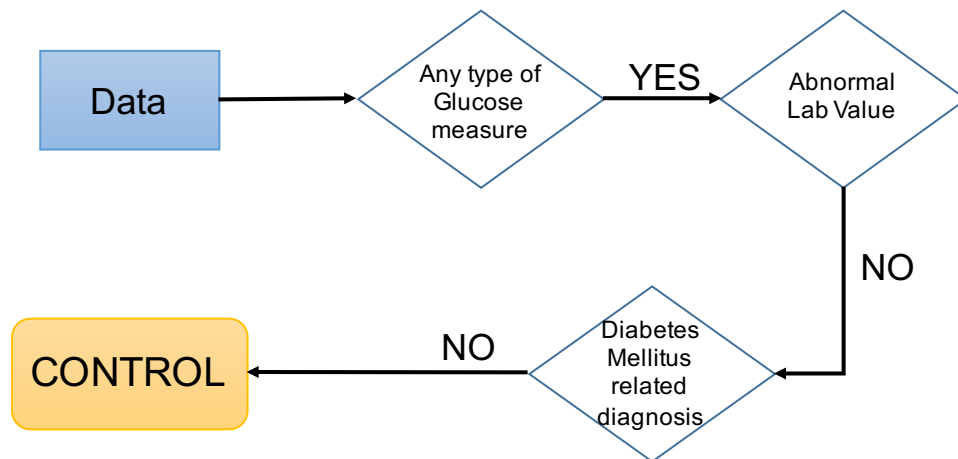 Data
Any type of
Glucose
measure
YES
Abnormal
Lab Value
NO
Diabetes
Mellitus
related
diagnosis
NO
CONTROL